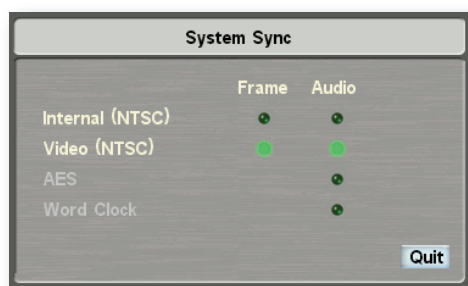 System Sync
Frame Audio
Internal (NTSC)
Video (NTSC)
AES
Word Clock
Quit